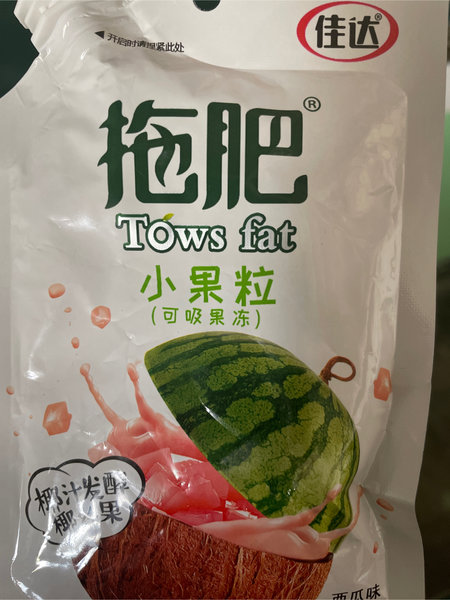 ◀开启时请捏紧此处
佳达®
拖肥®
Tows fat
小果粒
(可吸果冻)
椰汁发酵
椰果
西瓜味